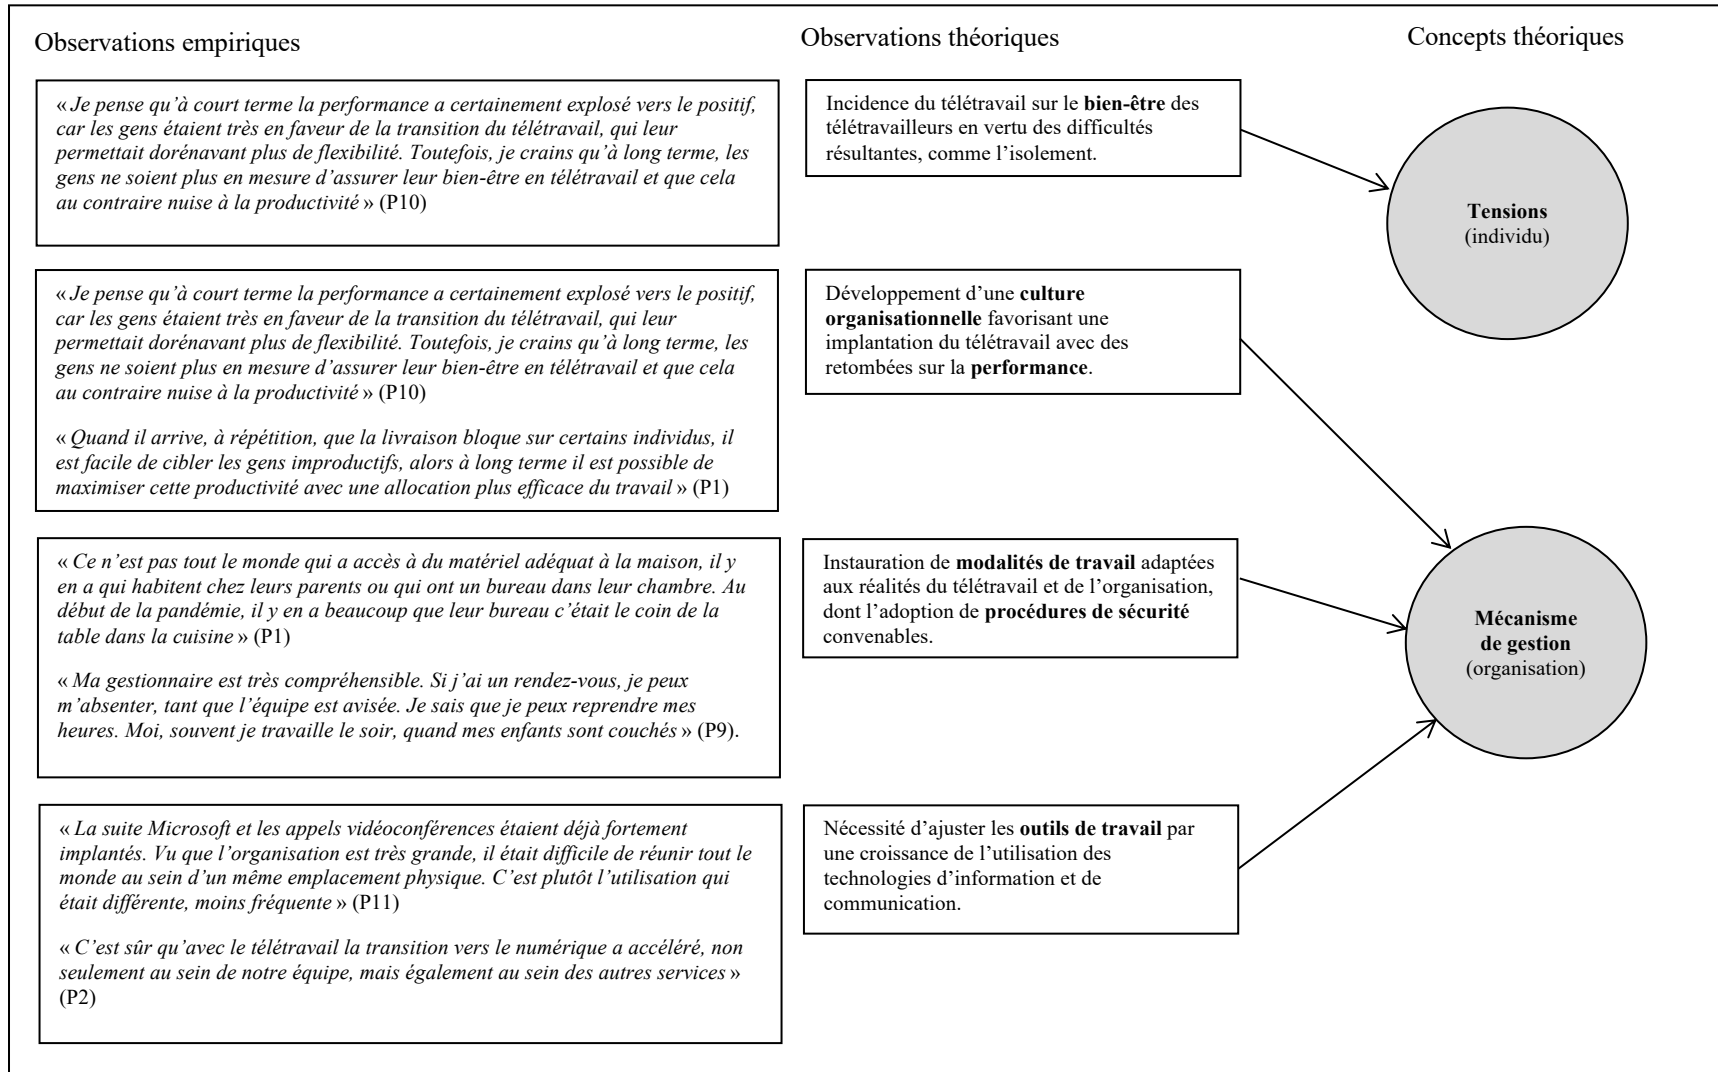 Observations empiriques
Observations théoriques
Concepts théoriques
« Je pense qu’à court terme la performance a certainement explosé vers le positif,
car les gens étaient très en faveur de la transition du télétravail, qui leur
permettait dorénavant plus de flexibilité. Toutefois, je crains qu’à long terme, les
gens ne soient plus en mesure d’assurer leur bien-être en télétravail et que cela
au contraire nuise à la productivité » (P10)
Incidence du télétravail sur le bien-être des
télétravailleurs en vertu des difficultés
résultantes, comme l’isolement.
Tensions
(individu)
« Je pense qu’à court terme la performance a certainement explosé vers le positif,
car les gens étaient très en faveur de la transition du télétravail, qui leur
permettait dorénavant plus de flexibilité. Toutefois, je crains qu’à long terme, les
gens ne soient plus en mesure d’assurer leur bien-être en télétravail et que cela
au contraire nuise à la productivité » (P10)
« Quand il arrive, à répétition, que la livraison bloque sur certains individus, il
est facile de cibler les gens improductifs, alors à long terme il est possible de
maximiser cette productivité avec une allocation plus efficace du travail » (P1)
Développement d’une culture
organisationnelle favorisant une
implantation du télétravail avec des
retombées sur la performance.
« Ce n’est pas tout le monde qui a accès à du matériel adéquat à la maison, il y
en a qui habitent chez leurs parents ou qui ont un bureau dans leur chambre. Au
début de la pandémie, il y en a beaucoup que leur bureau c’était le coin de la
table dans la cuisine » (P1)
« Ma gestionnaire est très compréhensible. Si j’ai un rendez-vous, je peux
m’absenter, tant que l’équipe est avisée. Je sais que je peux reprendre mes
heures. Moi, souvent je travaille le soir, quand mes enfants sont couchés » (P9).
Instauration de modalités de travail adaptées
aux réalités du télétravail et de l’organisation,
dont l’adoption de procédures de sécurité
convenables.
Mécanisme
de gestion
(organisation)
« La suite Microsoft et les appels vidéoconférences étaient déjà fortement
implantés. Vu que l’organisation est très grande, il était difficile de réunir tout le
monde au sein d’un même emplacement physique. C’est plutôt l’utilisation qui
était différente, moins fréquente » (P11)
« C’est sûr qu’avec le télétravail la transition vers le numérique a accéléré, non
seulement au sein de notre équipe, mais également au sein des autres services »
(P2)
Nécessité d’ajuster les outils de travail par
une croissance de l’utilisation des
technologies d’information et de
communication.